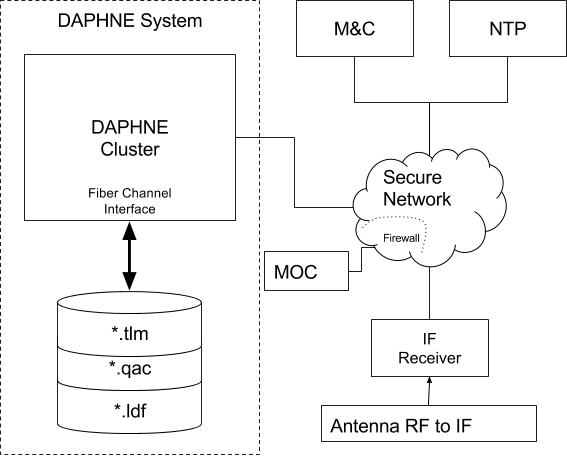 DAPHNE System
M&C
NTP
DAPHNE
Cluster
Fiber Channel
Interface
Secure
Network
Firewall
MOC
*.tlm
*.qac
*.ldf
IF
Receiver
Antenna RF to IF